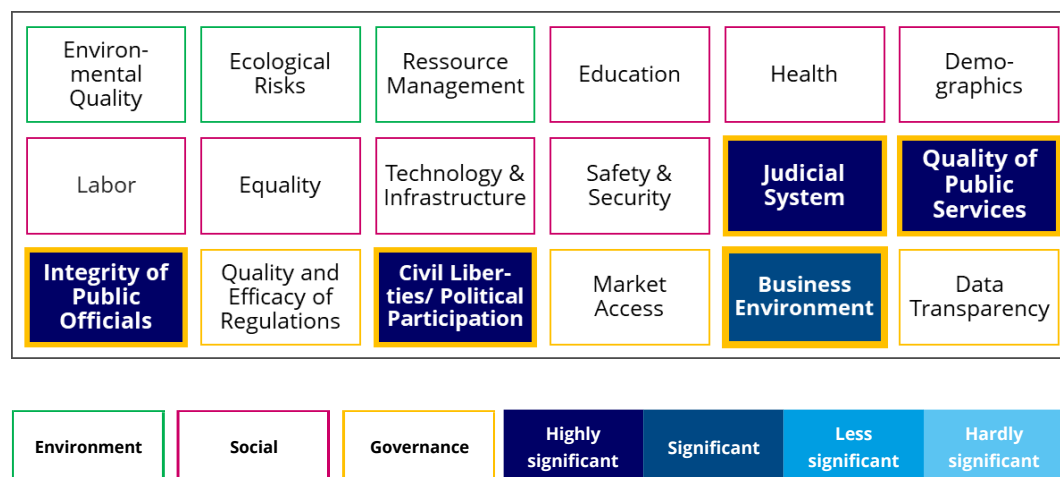 Environ-
mental
Quality
Ecological
Risks
Ressource
Management
Education
Health
Demo-
graphics
Labor
Equality
Technology &
Infrastructure
Safety &
Security
Judicial
System
Quality of
Public
Services
Integrity of
Public
Officials
Quality and
Efficacy of
Regulations
Civil Liber-
ties/ Political
Participation
Market
Access
Business
Environment
Data
Transparency
Environment
Social
Governance
Highly
significant
Significant
Less
significant
Hardly
significant